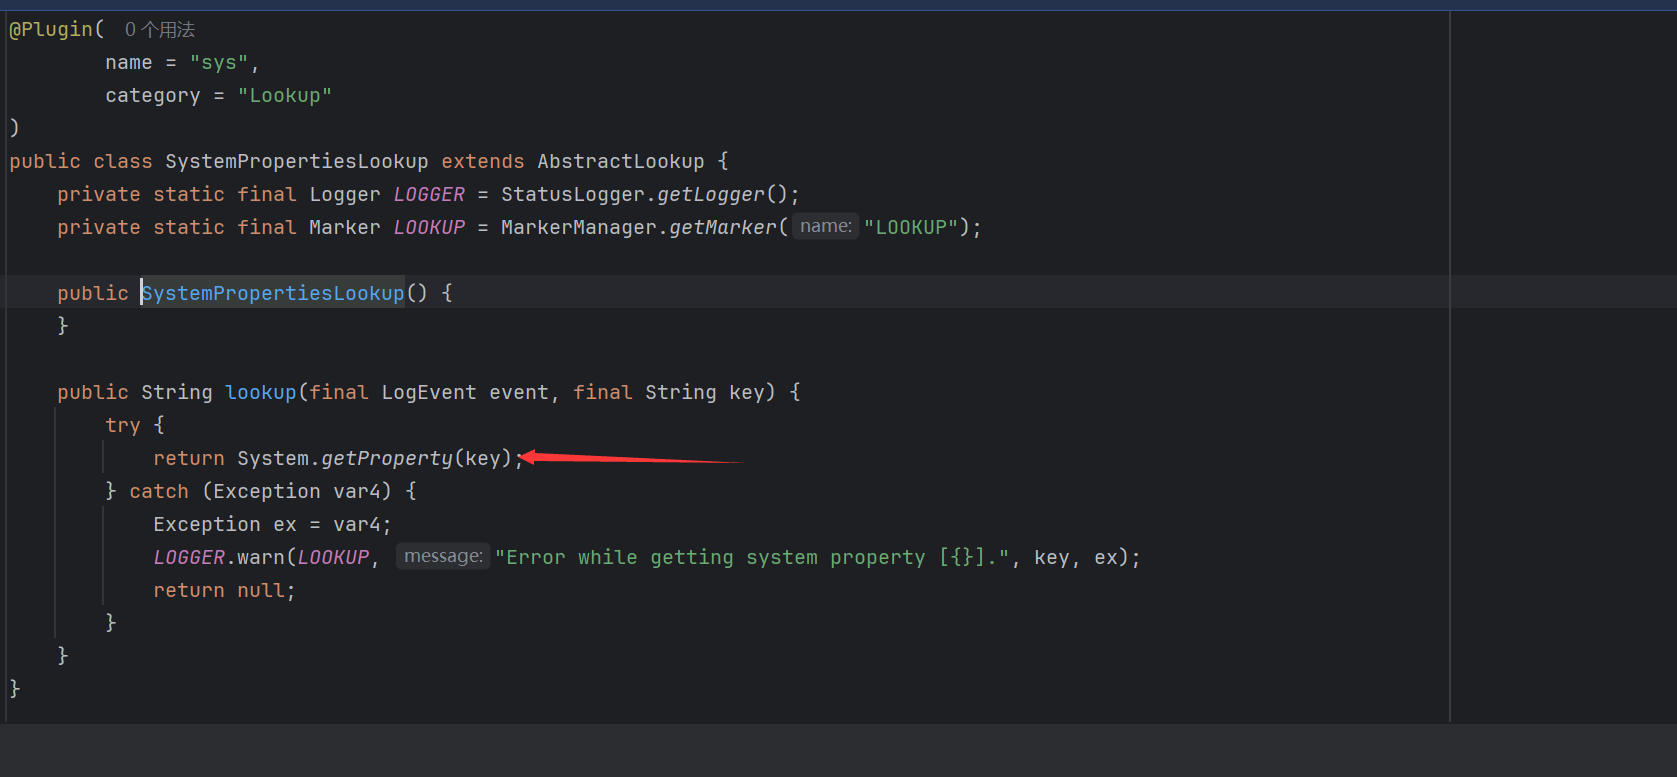 @Plugin( 0 个用法
name = "sys",
category = "Lookup"
)
public class SystemPropertiesLookup extends AbstractLookup {
private static final Logger LOGGER = StatusLogger.getLogger();
private static final Marker LOOKUP = MarkerManager.getMarker( name: "LOOKUP");
public SystemPropertiesLookup() {
}
public String lookup(final LogEvent event, final String key) {
try {
return System.getProperty(key);
} catch (Exception var4) {
Exception ex = var4;
LOGGER.warn(LOOKUP, message: "Error while getting system property [{}].", key, ex);
return null;
}
}
}